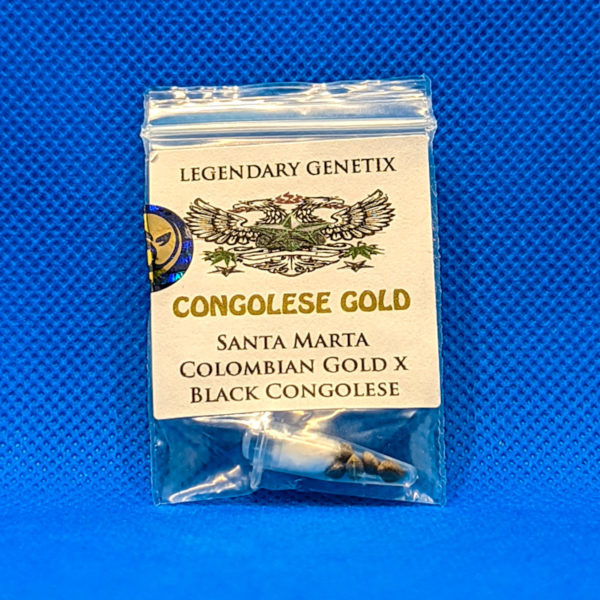 LEGENDARY GENETIX
CONGOLESE GOLD
SANTA MARTA
COLOMBIAN GOLD X
BLACK CONGOLESE